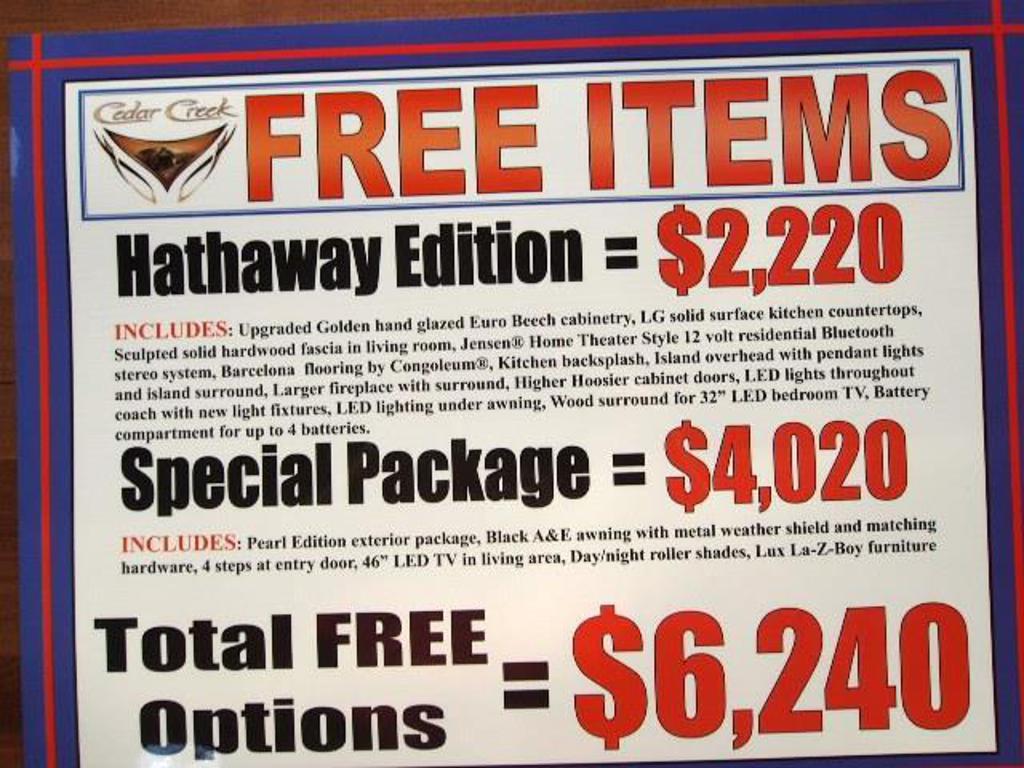 Cedar Creek FREE ITEMS
Hathaway Edition = $2,220
INCLUDES: Upgraded Golden hand glazed Euro Beech cabinetry, LG solid surface kitchen countertops,
Sculpted solid hardwood fascia in living room, Jensen® Home Theater Style 12 volt residential Bluetooth
stereo system, Barcelona flooring by Congoleum®, Kitchen backsplash, Island overhead with pendant lights
and island surround, Larger fireplace with surround, Higher Hoosier cabinet doors, LED lights throughout
coach with new light fixtures, LED lighting under awning, Wood surround for 32” LED bedroom TV, Battery
compartment for up to 4 batteries.
Special Package = $4,020
INCLUDES: Pearl Edition exterior package, Black A&E awning with metal weather shield and matching
hardware, 4 steps at entry door, 46” LED TV in living area, Day/night roller shades, Lux La-Z-Boy furniture
Total FREE
Options = $6,240